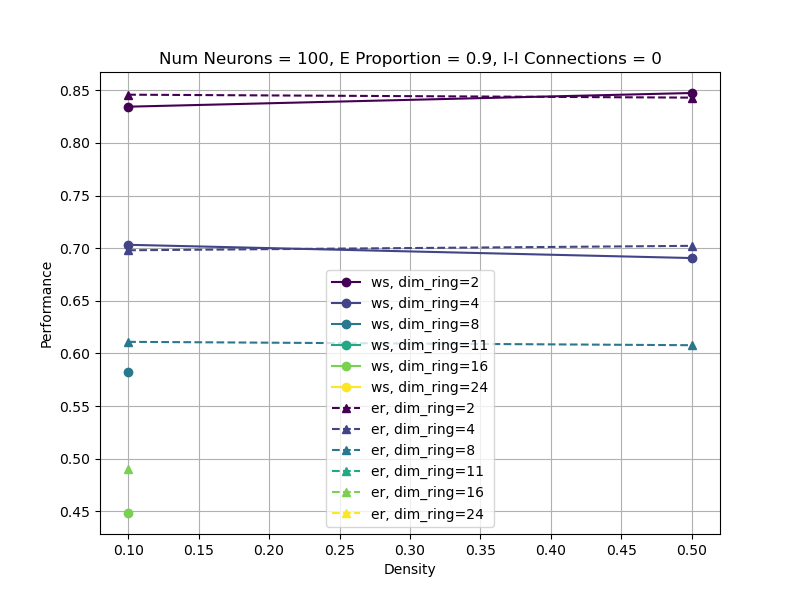 Num Neurons = 100, E Proportion = 0.9, I-I Connections = 0
0.85
0.80
0.75
0.70
0.65
0.60
0.55
0.50
0.45
Performance
ws, dim_ring=2
ws, dim_ring=4
ws, dim_ring=8
ws, dim_ring=11
ws, dim_ring=16
ws, dim_ring=24
er, dim_ring=2
er, dim_ring=4
er, dim_ring=8
er, dim_ring=11
er, dim_ring=16
er, dim_ring=24
0.10 0.15 0.20 0.25 0.30 0.35 0.40 0.45 0.50
Density